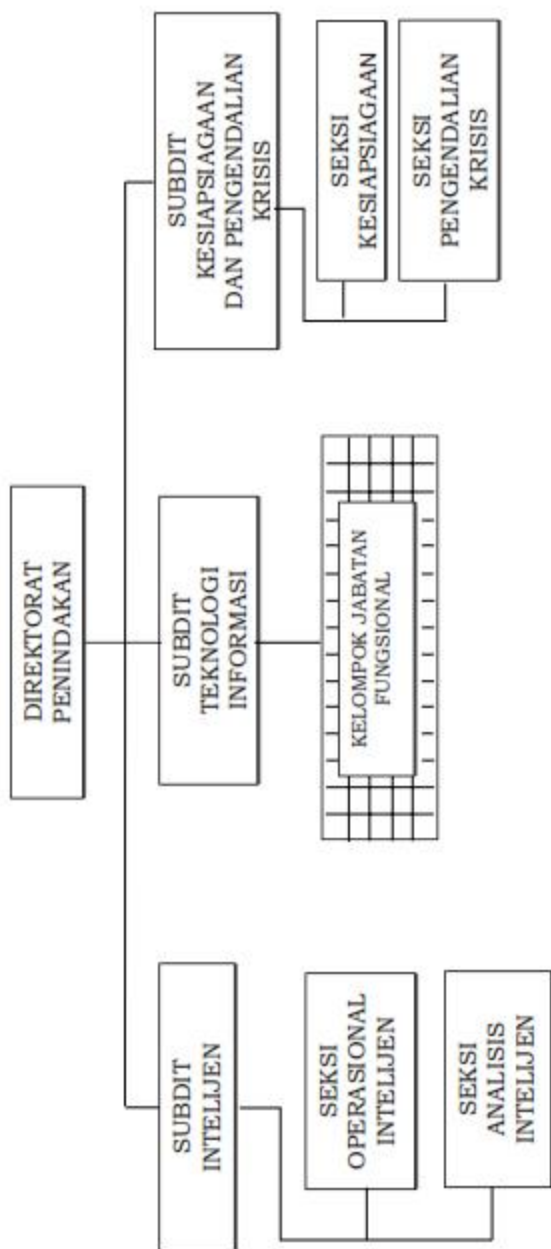 DIREKTORAT
PENINDAKAN
SUBDIT
INTELIJEN
SUBDIT
TEKNOLOGI
INFORMASI
SUBDIT
KESIAPSIAGAAN
DAN PENGENDALIAN
KRISIS
SEKSI
OPERASIONAL
INTELIJEN
SEKSI
ANALISIS
INTELIJEN
KELOMPOK JABATAN
FUNGSIONAL
SEKSI
KESIAPSIAGAAN
SEKSI
PENGENDALIAN
KRISIS